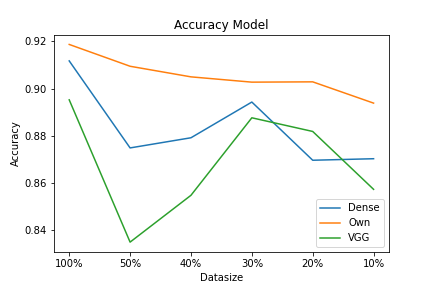 Accuracy Model
0.92
0.90
0.88
0.86
0.84
Accuracy
100% 50% 40% 30% 20% 10%
Datasize
Dense
Own
VGG